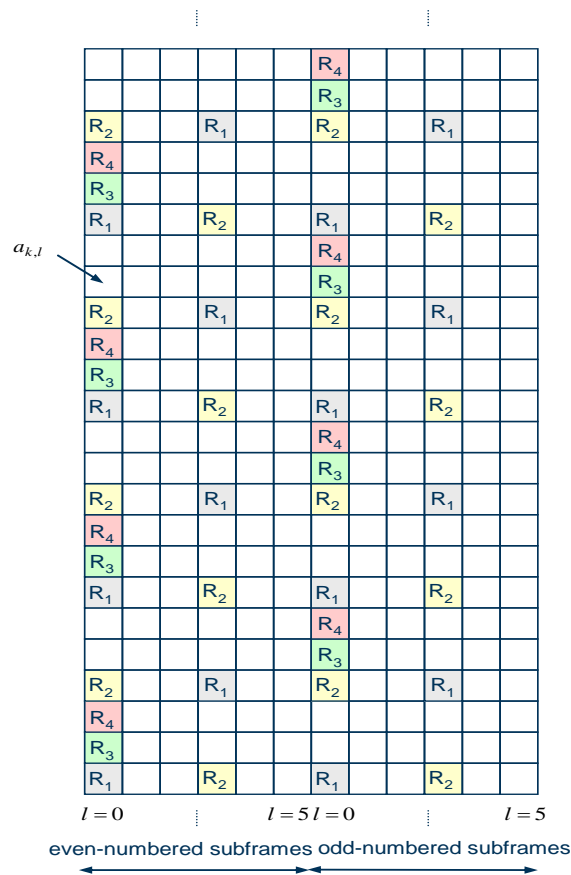 R4
R3
R2 R1 R2 R1
R4
R3
R1 R2 R1 R2
R4
a_{k,l}
R3
R2 R1 R2 R1
R4
R3
R1 R2 R1 R2
R4
R3
R2 R1 R2 R1
R4
R3
R1 R2 R1 R2
R4
R3
R2 R1 R2 R1
R4
R3
R1 R2 R1 R2
l = 0 l = 5 l = 0 l = 5
even-numbered subframes odd-numbered subframes